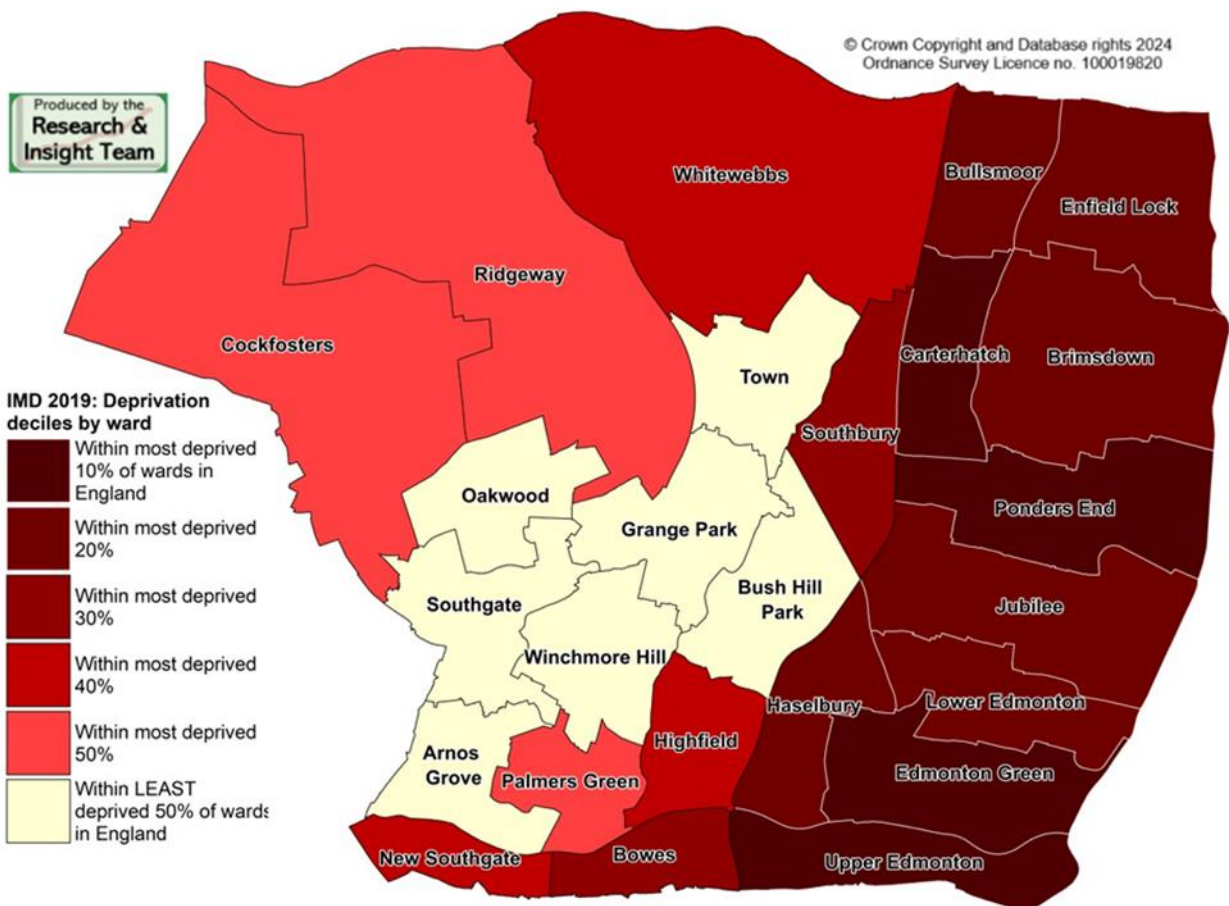 © Crown Copyright and Database rights 2024
Ordnance Survey Licence no. 100019820
Produced by the
Research &
Insight Team
Whitewebbs
Bullsmoor
Enfield Lock
Ridgeway
Cockfosters
Carterhatch
Brimsdown
Town
Southbury
Oakwood
Grange Park
Ponders End
Bush Hill
Park
Southgate
Jubilee
Winchmore Hill
Haselbury
Lower Edmonton
Highfield
Arnos
Grove
Palmers Green
Edmonton Green
New Southgate
Bowes
Upper Edmonton
IMD 2019: Deprivation
deciles by ward
Within most deprived
10% of wards in
England
Within most deprived
20%
Within most deprived
30%
Within most deprived
40%
Within most deprived
50%
Within LEAST
deprived 50% of wards
in England